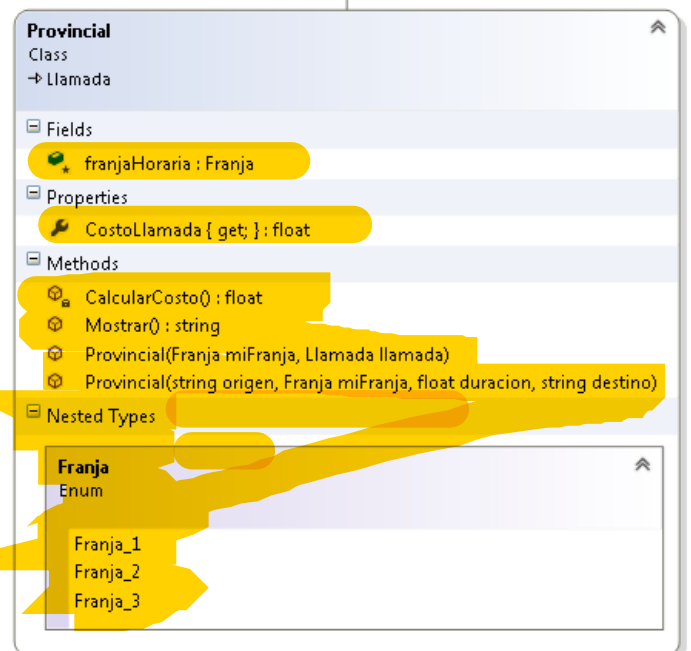 Provincial
Class
Llamada
Fields
franjaHoraria : Franja
Properties
CostoLlamada { get; } : float
Methods
CalcularCosto() : float
Mostrar() : string
Provincial(Franja miFranja, Llamada llamada)
Provincial(string origen, Franja miFranja, float duracion, string destino)
Nested Types
Franja
Enum
Franja_1
Franja_2
Franja_3